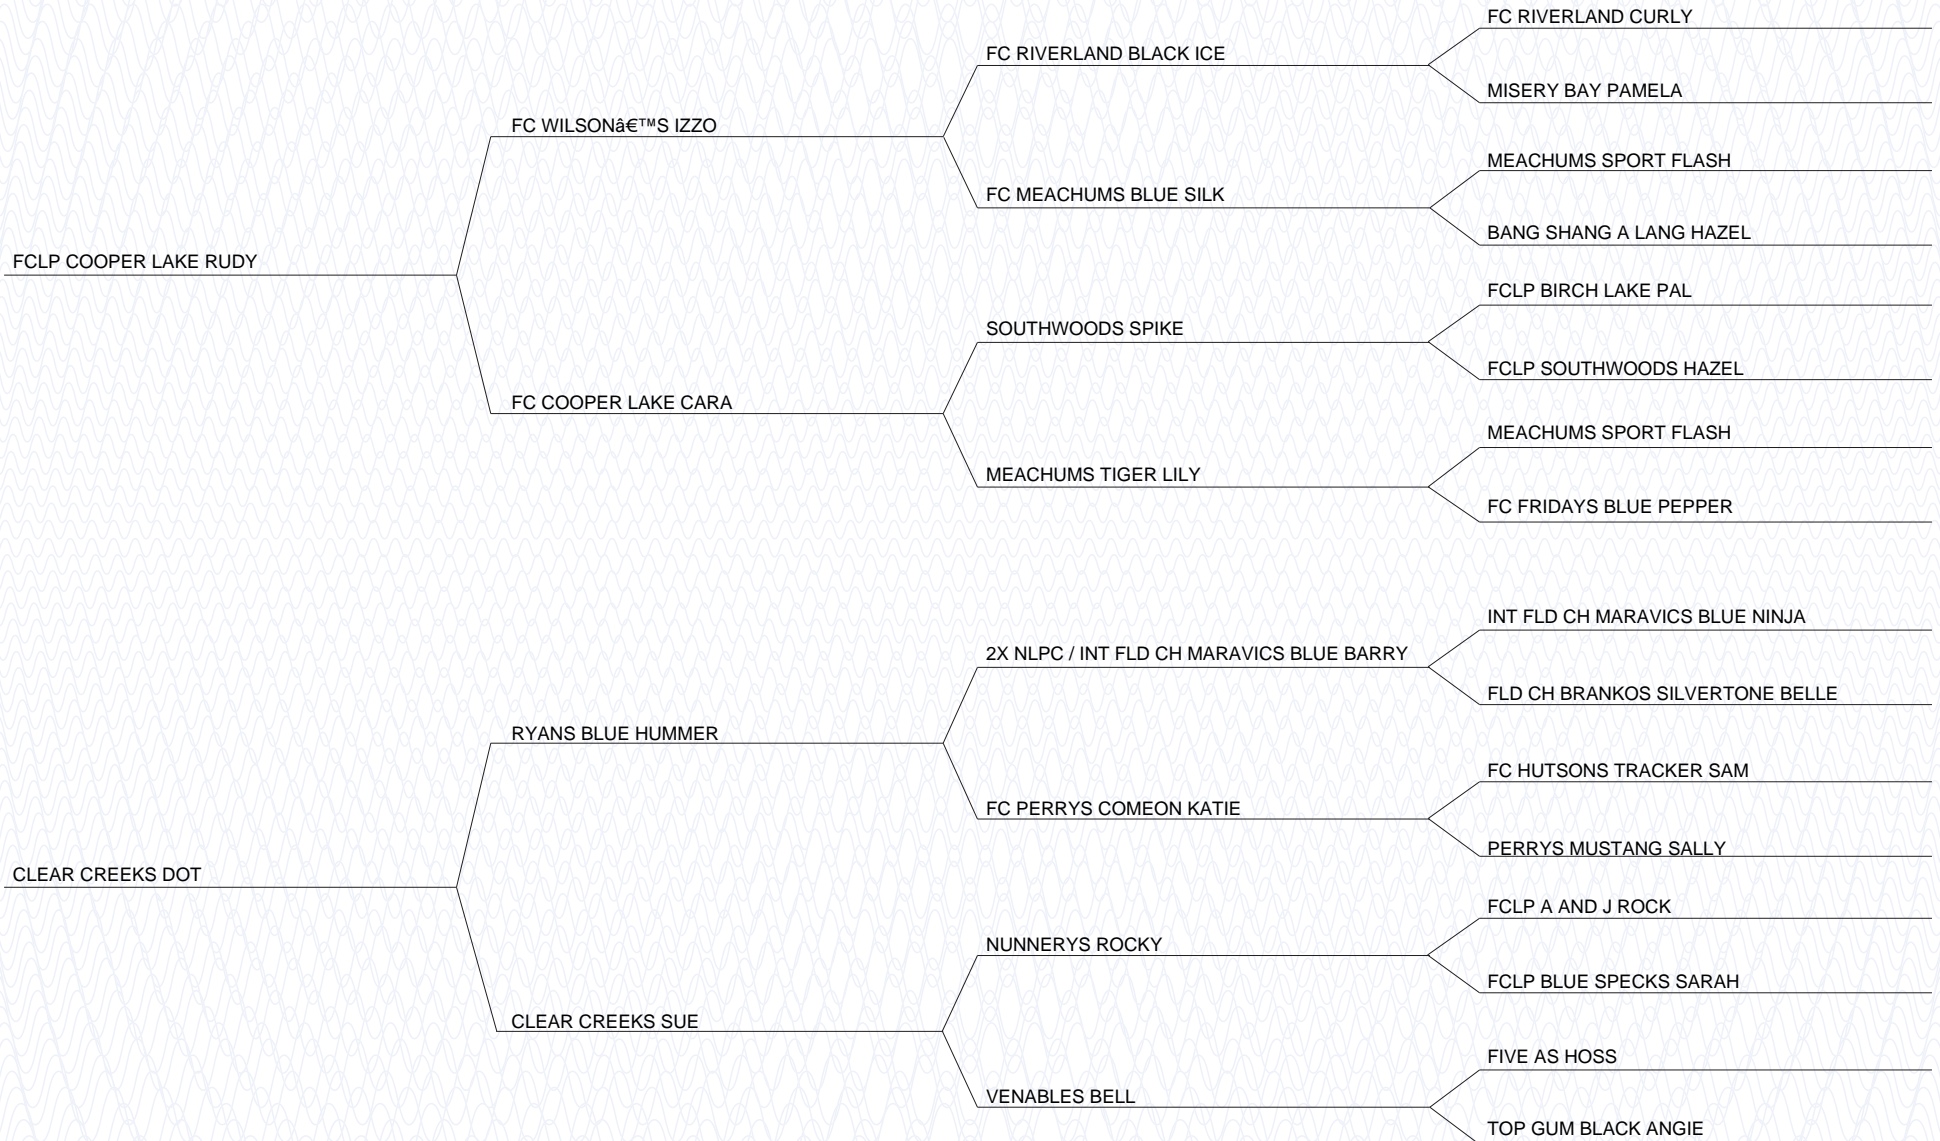 FC RIVERLAND CURLY
FC RIVERLAND BLACK ICE
MISERY BAY PAMELA
FC WILSONâ€™S IZZO
MEACHUMS SPORT FLASH
FC MEACHUMS BLUE SILK
BANG SHANG A LANG HAZEL
FCLP COOPER LAKE RUDY
FCLP BIRCH LAKE PAL
SOUTHWOODS SPIKE
FCLP SOUTHWOODS HAZEL
FC COOPER LAKE CARA
MEACHUMS SPORT FLASH
MEACHUMS TIGER LILY
FC FRIDAYS BLUE PEPPER
INT FLD CH MARAVICS BLUE NINJA
2X NLPC / INT FLD CH MARAVICS BLUE BARRY
FLD CH BRANKOS SILVERTONE BELLE
RYANS BLUE HUMMER
FC HUTSONS TRACKER SAM
FC PERRYS COMEON KATIE
PERRYS MUSTANG SALLY
CLEAR CREEKS DOT
FCLP A AND J ROCK
NUNNERYS ROCKY
FCLP BLUE SPECKS SARAH
CLEAR CREEKS SUE
FIVE AS HOSS
VENABLES BELL
TOP GUM BLACK ANGIE